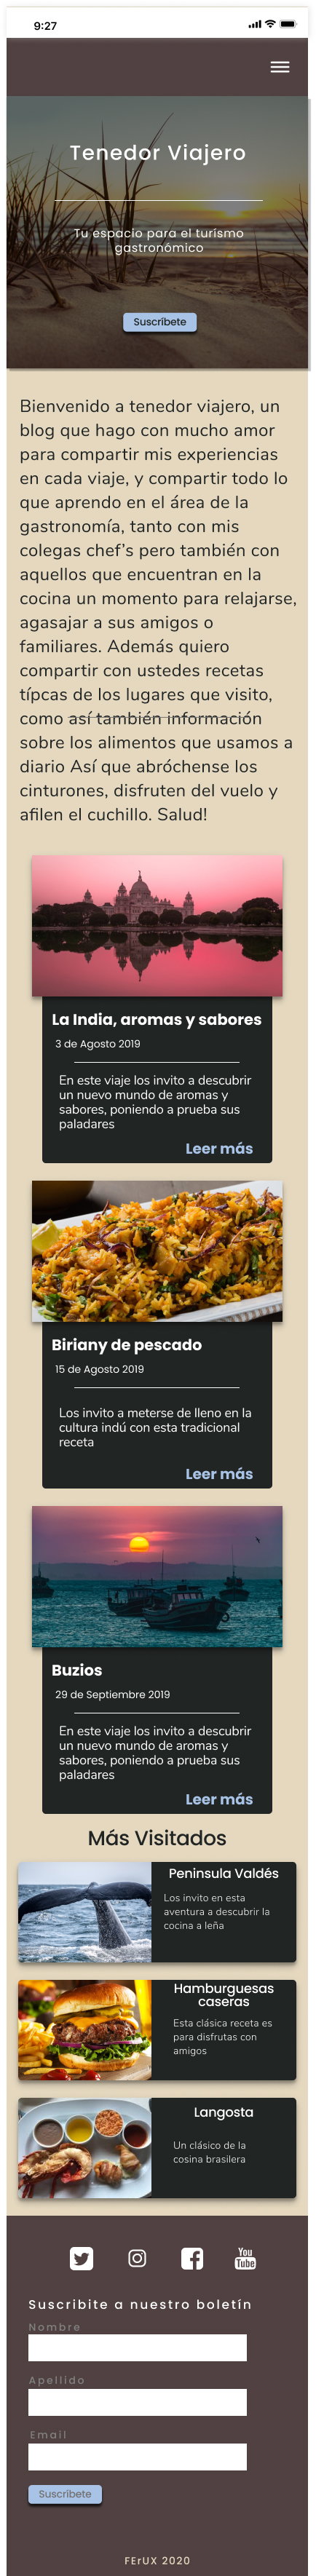 9:27
Tenedor Viajero
Tu espacio para el turismo
gastronómico
Suscríbete
Bienvenido a tenedor viajero, un
blog que hago con mucho amor
para compartir mis experiencias
en cada viaje, y compartir todo lo
que aprendo en el área de la
gastronomía, tanto con mis
colegas chef's pero también con
aquellos que encuentran en la
cocina un momento para relajarse,
agasajar a sus amigos o
familiares. Además quiero
compartir con ustedes recetas
típcas de los lugares que visito,
como así también información
sobre los alimentos que usamos a
diario Así que abróchense los
cinturones, disfruten del vuelo y
afilen el cuchillo. Salud!
La India, aromas y sabores
3 de Agosto 2019
En este viaje los invito a descubrir
un nuevo mundo de aromas y
sabores, poniendo a prueba sus
paladares
Leer más
Biriany de pescado
15 de Agosto 2019
Los invito a meterse de lleno en la
cultura indú con esta tradicional
receta
Leer más
Buzios
29 de Septiembre 2019
En este viaje los invito a descubrir
un nuevo mundo de aromas y
sabores, poniendo a prueba sus
paladares
Leer más
Más Visitados
Peninsula Valdés
Los invito en esta
aventura a descubrir la
cocina a leña
Hamburguesas
caseras
Esta clásica receta es
para disfrutas con
amigos
Langosta
Un clásico de la
cosina brasilera
You
Tube
Suscribite a nuestro boletín
Nombre
Apellido
Email
Suscríbete
FErUX 2020